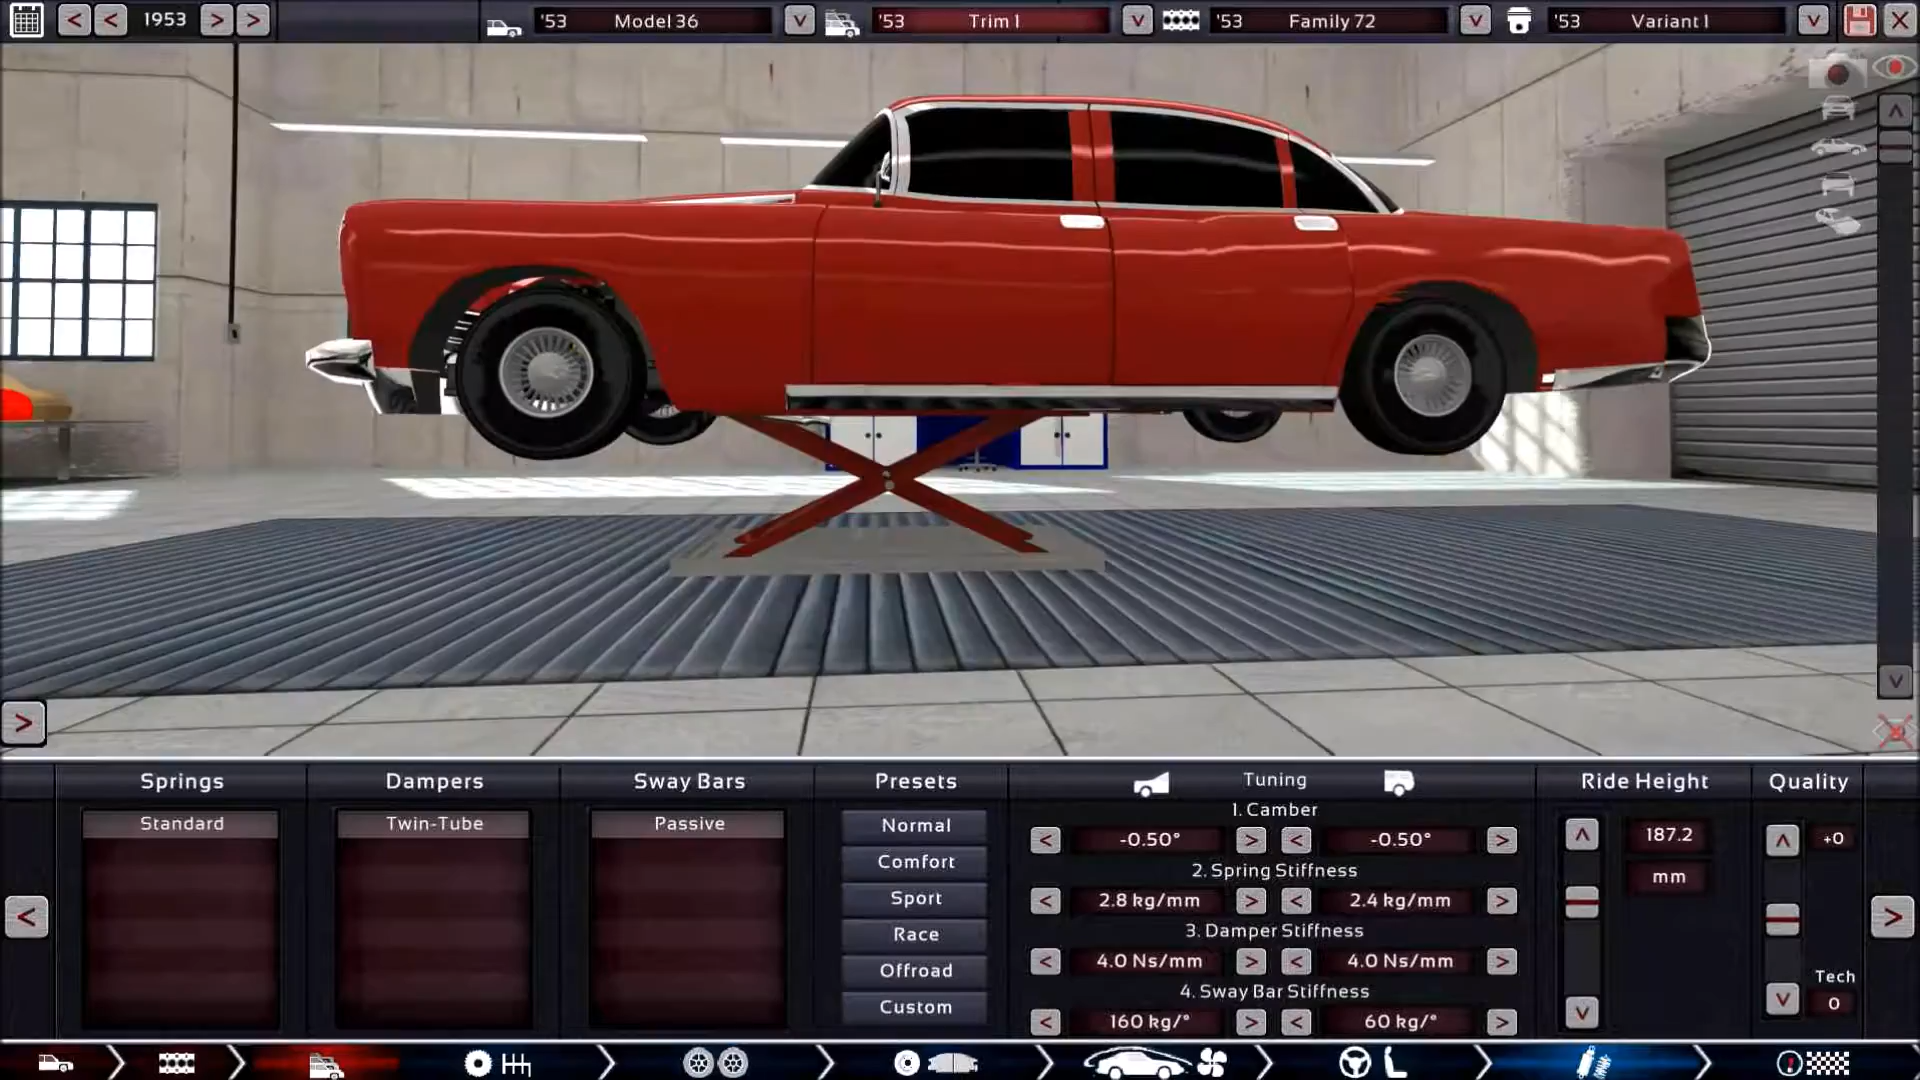 1953
'53 Model 36
'53 Trim 1
'53 Family 72
'53 Variant 1
Springs
Standard
Dampers
Twin-Tube
Sway Bars
Passive
Presets
Normal
Comfort
Sport
Race
Offroad
Custom
Tuning
1. Camber
-0.50° -0.50°
2. Spring Stiffness
2.8 kg/mm 2.4 kg/mm
3. Damper Stiffness
4.0 Ns/mm 4.0 Ns/mm
4. Sway Bar Stiffness
160 kg/° 60 kg/°
Ride Height
187.2
mm
Quality
+0
Tech
0